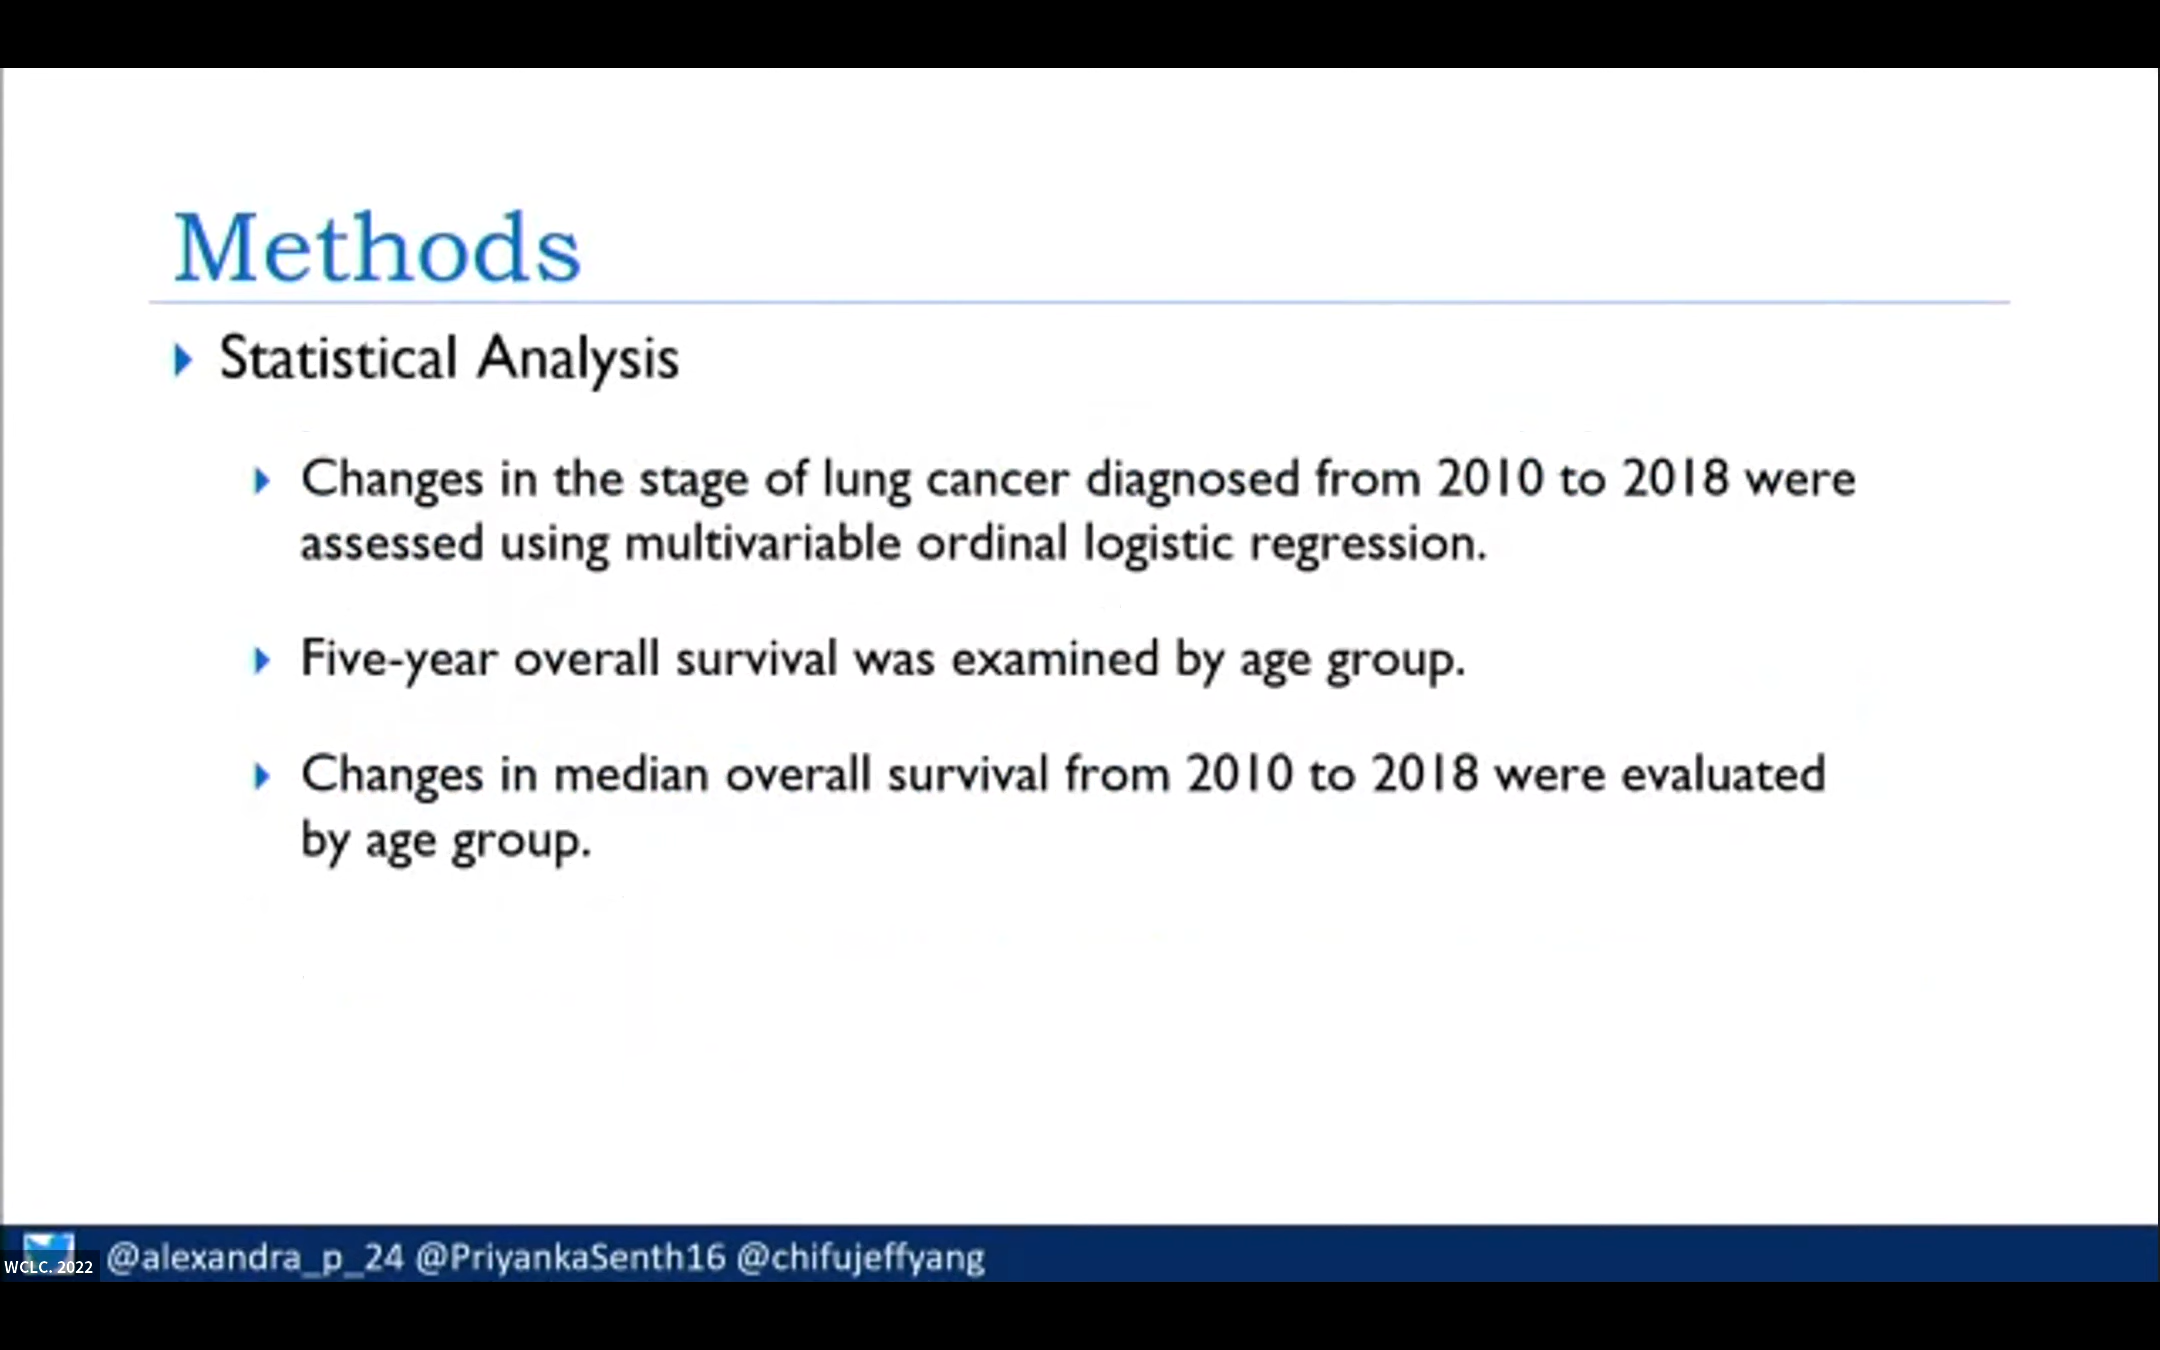 Methods
Statistical Analysis
Changes in the stage of lung cancer diagnosed from 2010 to 2018 were
assessed using multivariable ordinal logistic regression.
Five-year overall survival was examined by age group.
Changes in median overall survival from 2010 to 2018 were evaluated
by age group.
@alexandra_p_24 @PriyankaSenth16 @chifujeffyang
WCLC. 2022